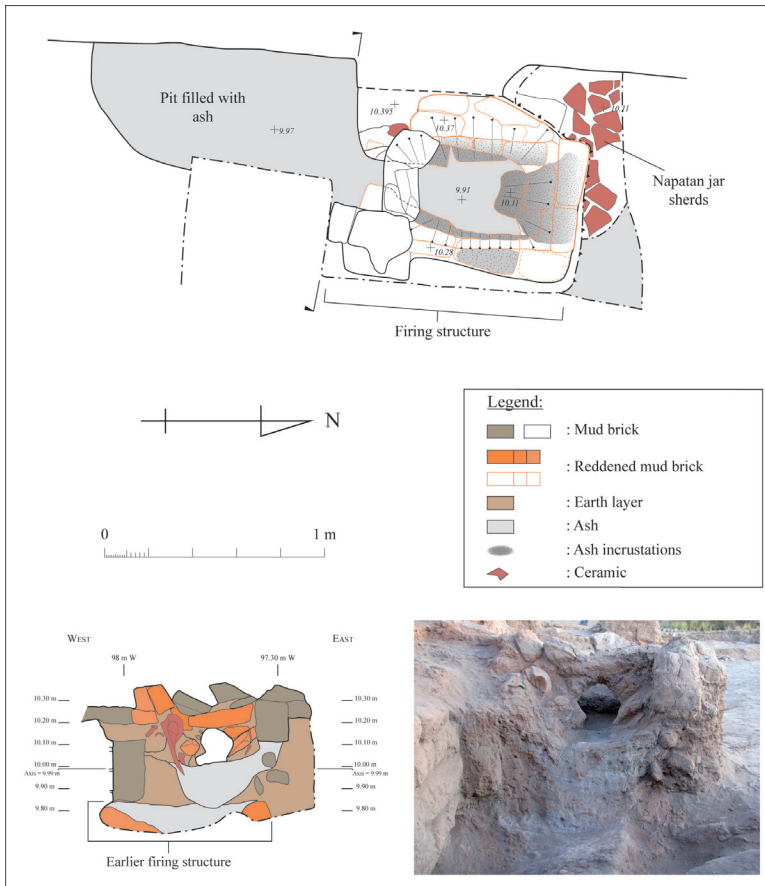 Pit filled with
ash
9.97
10.395
10.37
10.21
9.91
10.11
Napatan jar
sherds
10.28
Firing structure
N
Legend:
: Mud brick
: Reddened mud brick
: Earth layer
: Ash
: Ash incrustations
: Ceramic
0
1 m
WEST
EAST
98 m W
97.30 m W
10.30 m
10.30 m
10.20 m
10.20 m
10.10 m
10.10 m
10.00 m
10.00 m
Axis = 9.99 m
Axis = 9.99 m
9.90 m
9.90 m
9.80 m
9.80 m
Earlier firing structure